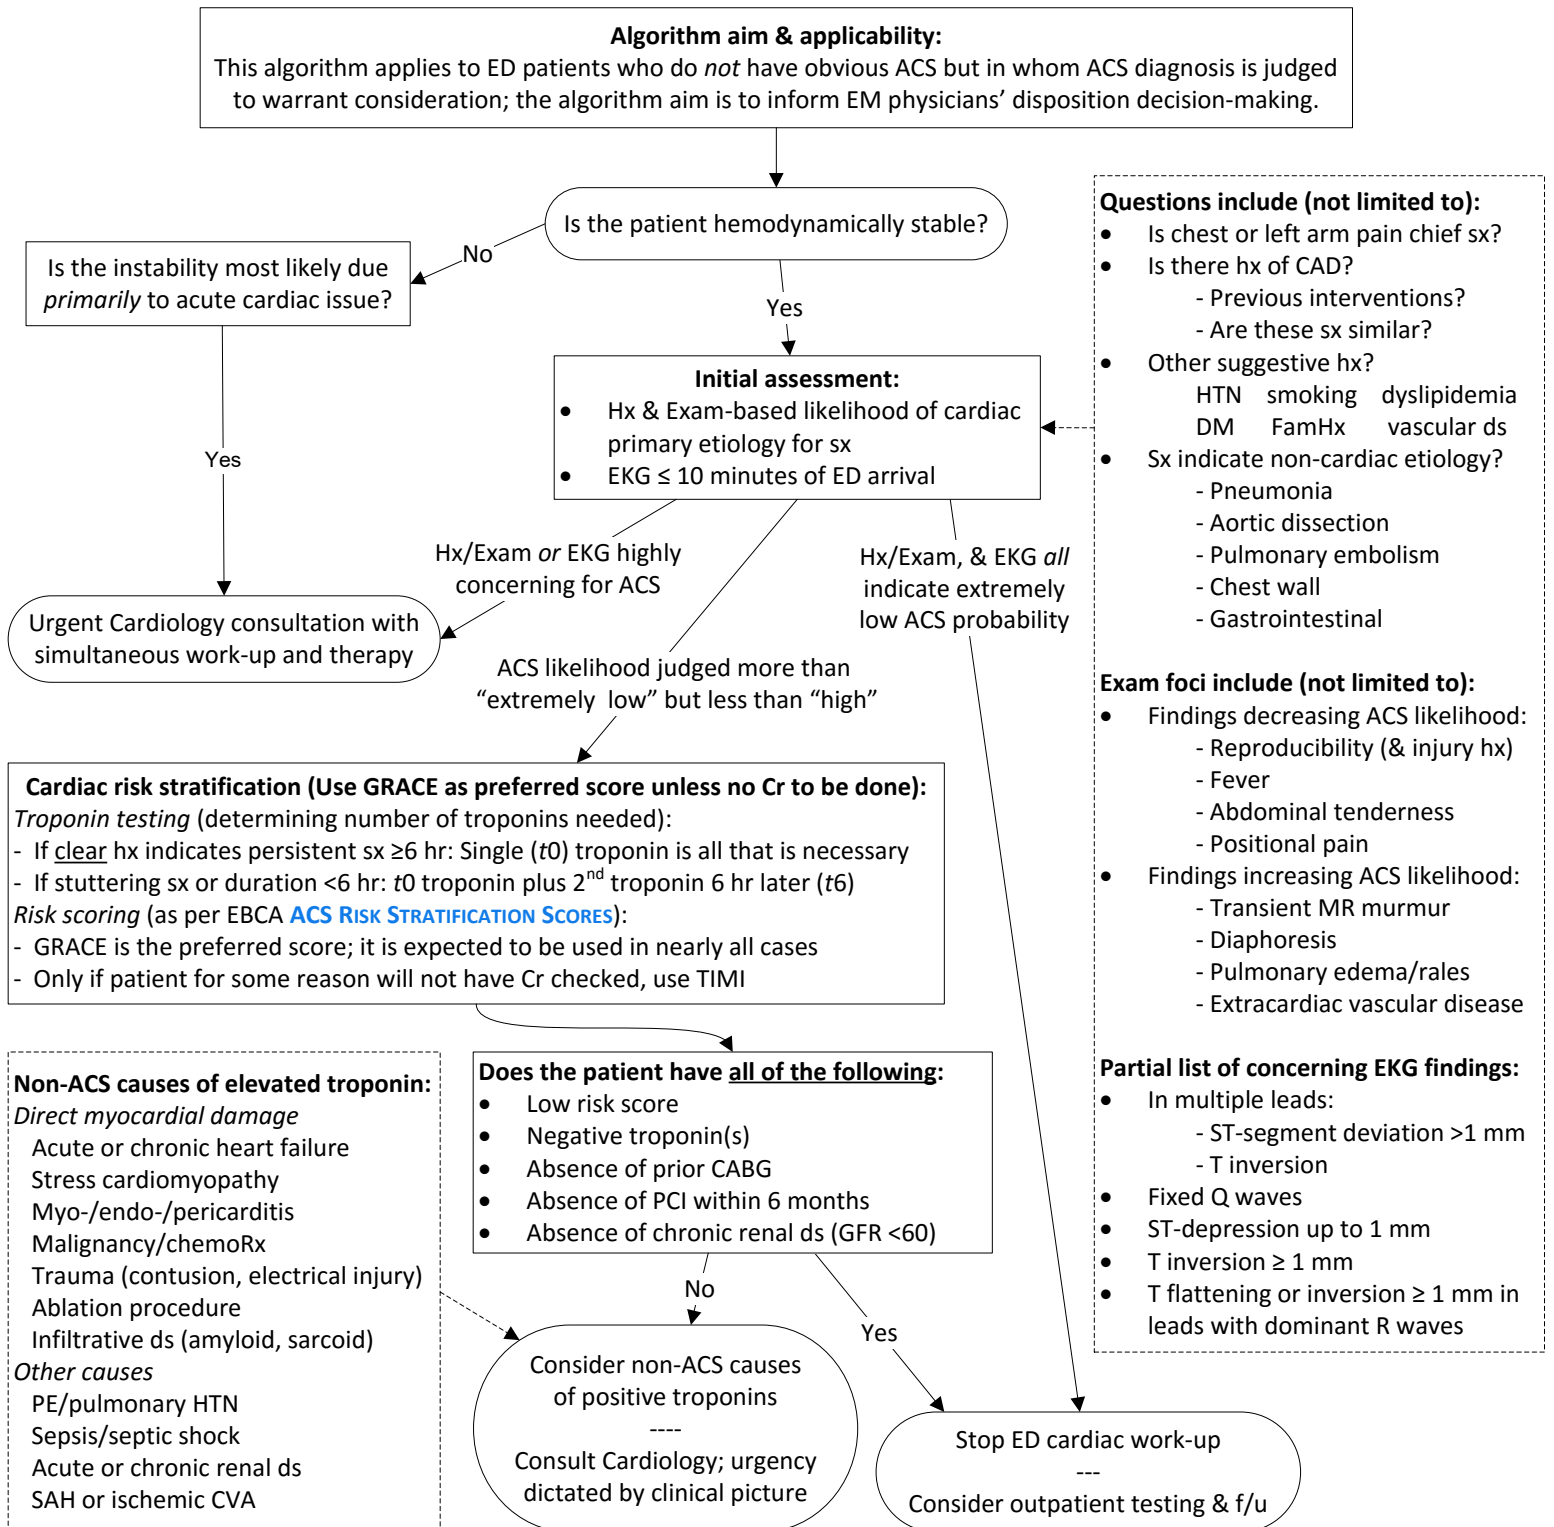 Algorithm aim & applicability:
This algorithm applies to ED patients who do not have obvious ACS but in whom ACS diagnosis is judged
to warrant consideration; the algorithm aim is to inform EM physicians’ disposition decision-making.
Is the patient hemodynamically stable?
No
Is the instability most likely due
primarily to acute cardiac issue?
Yes
Yes
Initial assessment:
• Hx & Exam-based likelihood of cardiac
primary etiology for sx
• EKG ≤ 10 minutes of ED arrival
Hx/Exam or EKG highly
concerning for ACS
Hx/Exam, & EKG all
indicate extremely
low ACS probability
Urgent Cardiology consultation with
simultaneous work-up and therapy
ACS likelihood judged more than
“extremely low” but less than “high”
Questions include (not limited to):
• Is chest or left arm pain chief sx?
• Is there hx of CAD?
- Previous interventions?
- Are these sx similar?
• Other suggestive hx?
HTN smoking dyslipidemia
DM FamHx vascular ds
• Sx indicate non-cardiac etiology?
- Pneumonia
- Aortic dissection
- Pulmonary embolism
- Chest wall
- Gastrointestinal
Exam foci include (not limited to):
• Findings decreasing ACS likelihood:
- Reproducibility (& injury hx)
- Fever
- Abdominal tenderness
- Positional pain
• Findings increasing ACS likelihood:
- Transient MR murmur
- Diaphoresis
- Pulmonary edema/rales
- Extracardiac vascular disease
Partial list of concerning EKG findings:
• In multiple leads:
- ST-segment deviation >1 mm
- T inversion
• Fixed Q waves
• ST-depression up to 1 mm
• T inversion ≥ 1 mm
• T flattening or inversion ≥ 1 mm in
leads with dominant R waves
Cardiac risk stratification (Use GRACE as preferred score unless no Cr to be done):
Troponin testing (determining number of troponins needed):
- If clear hx indicates persistent sx ≥6 hr: Single (t0) troponin is all that is necessary
- If stuttering sx or duration <6 hr: t0 troponin plus 2nd troponin 6 hr later (t6)
Risk scoring (as per EBCA ACS RISK STRATIFICATION SCORES):
- GRACE is the preferred score; it is expected to be used in nearly all cases
- Only if patient for some reason will not have Cr checked, use TIMI
Non-ACS causes of elevated troponin:
Direct myocardial damage
Acute or chronic heart failure
Stress cardiomyopathy
Myo-/endo-/pericarditis
Malignancy/chemoRx
Trauma (contusion, electrical injury)
Ablation procedure
Infiltrative ds (amyloid, sarcoid)
Other causes
PE/pulmonary HTN
Sepsis/septic shock
Acute or chronic renal ds
SAH or ischemic CVA
Does the patient have all of the following:
• Low risk score
• Negative troponin(s)
• Absence of prior CABG
• Absence of PCI within 6 months
• Absence of chronic renal ds (GFR <60)
No
Yes
Consider non-ACS causes
of positive troponins
----
Consult Cardiology; urgency
dictated by clinical picture
Stop ED cardiac work-up
---
Consider outpatient testing & f/u